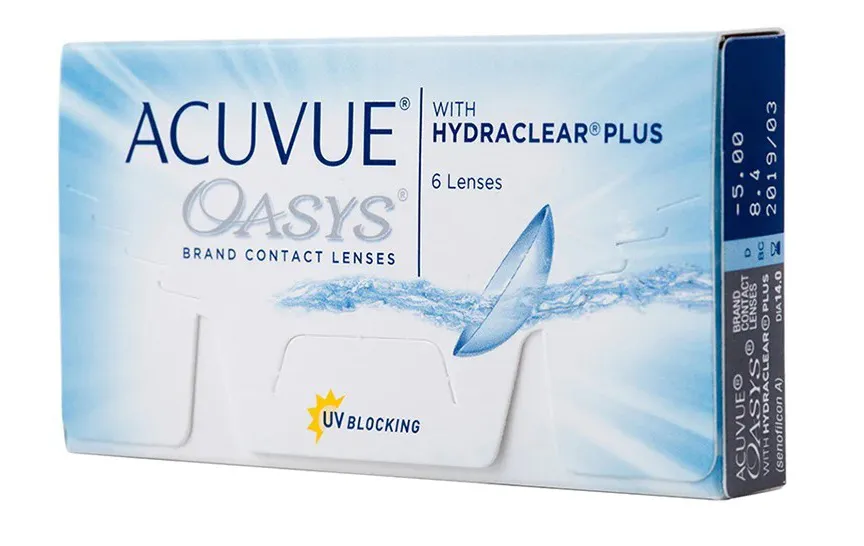 ACUVUE®
OASYS®
BRAND CONTACT LENSES
WITH
HYDRACLEAR® PLUS
6 Lenses
UV BLOCKING
-5.00
8.4
2019/03
D
BC
DIA14.0
ACUVUE®
OASYS®
BRAND
CONTACT
LENSES
WITH HYDRACLEAR® PLUS
(senofilcon A)